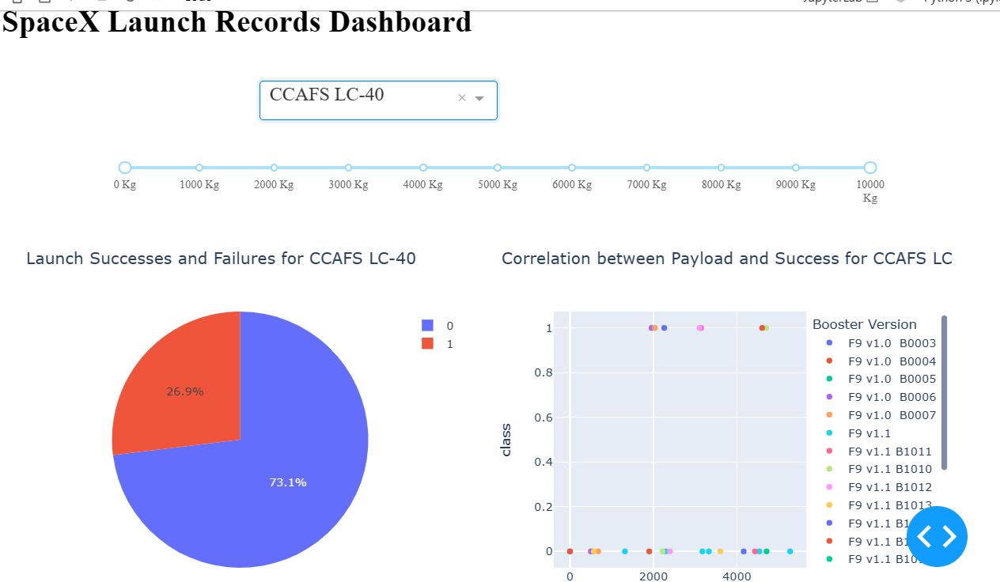 SpaceX Launch Records Dashboard
CCAFS LC-40
0 Kg
1000 Kg
2000 Kg
3000 Kg
4000 Kg
5000 Kg
6000 Kg
7000 Kg
8000 Kg
9000 Kg
10000
Kg
Launch Successes and Failures for CCAFS LC-40
0
1
26.9%
73.1%
Correlation between Payload and Success for CCAFS LC
class
1
0.8
0.6
0.4
0.2
0
0
2000
4000
Booster Version
F9 v1.0 B0003
F9 v1.0 B0004
F9 v1.0 B0005
F9 v1.0 B0006
F9 v1.0 B0007
F9 v1.1
F9 v1.1 B1011
F9 v1.1 B1010
F9 v1.1 B1012
F9 v1.1 B1013
F9 v1.1
F9 v1.1
F9 v1.1